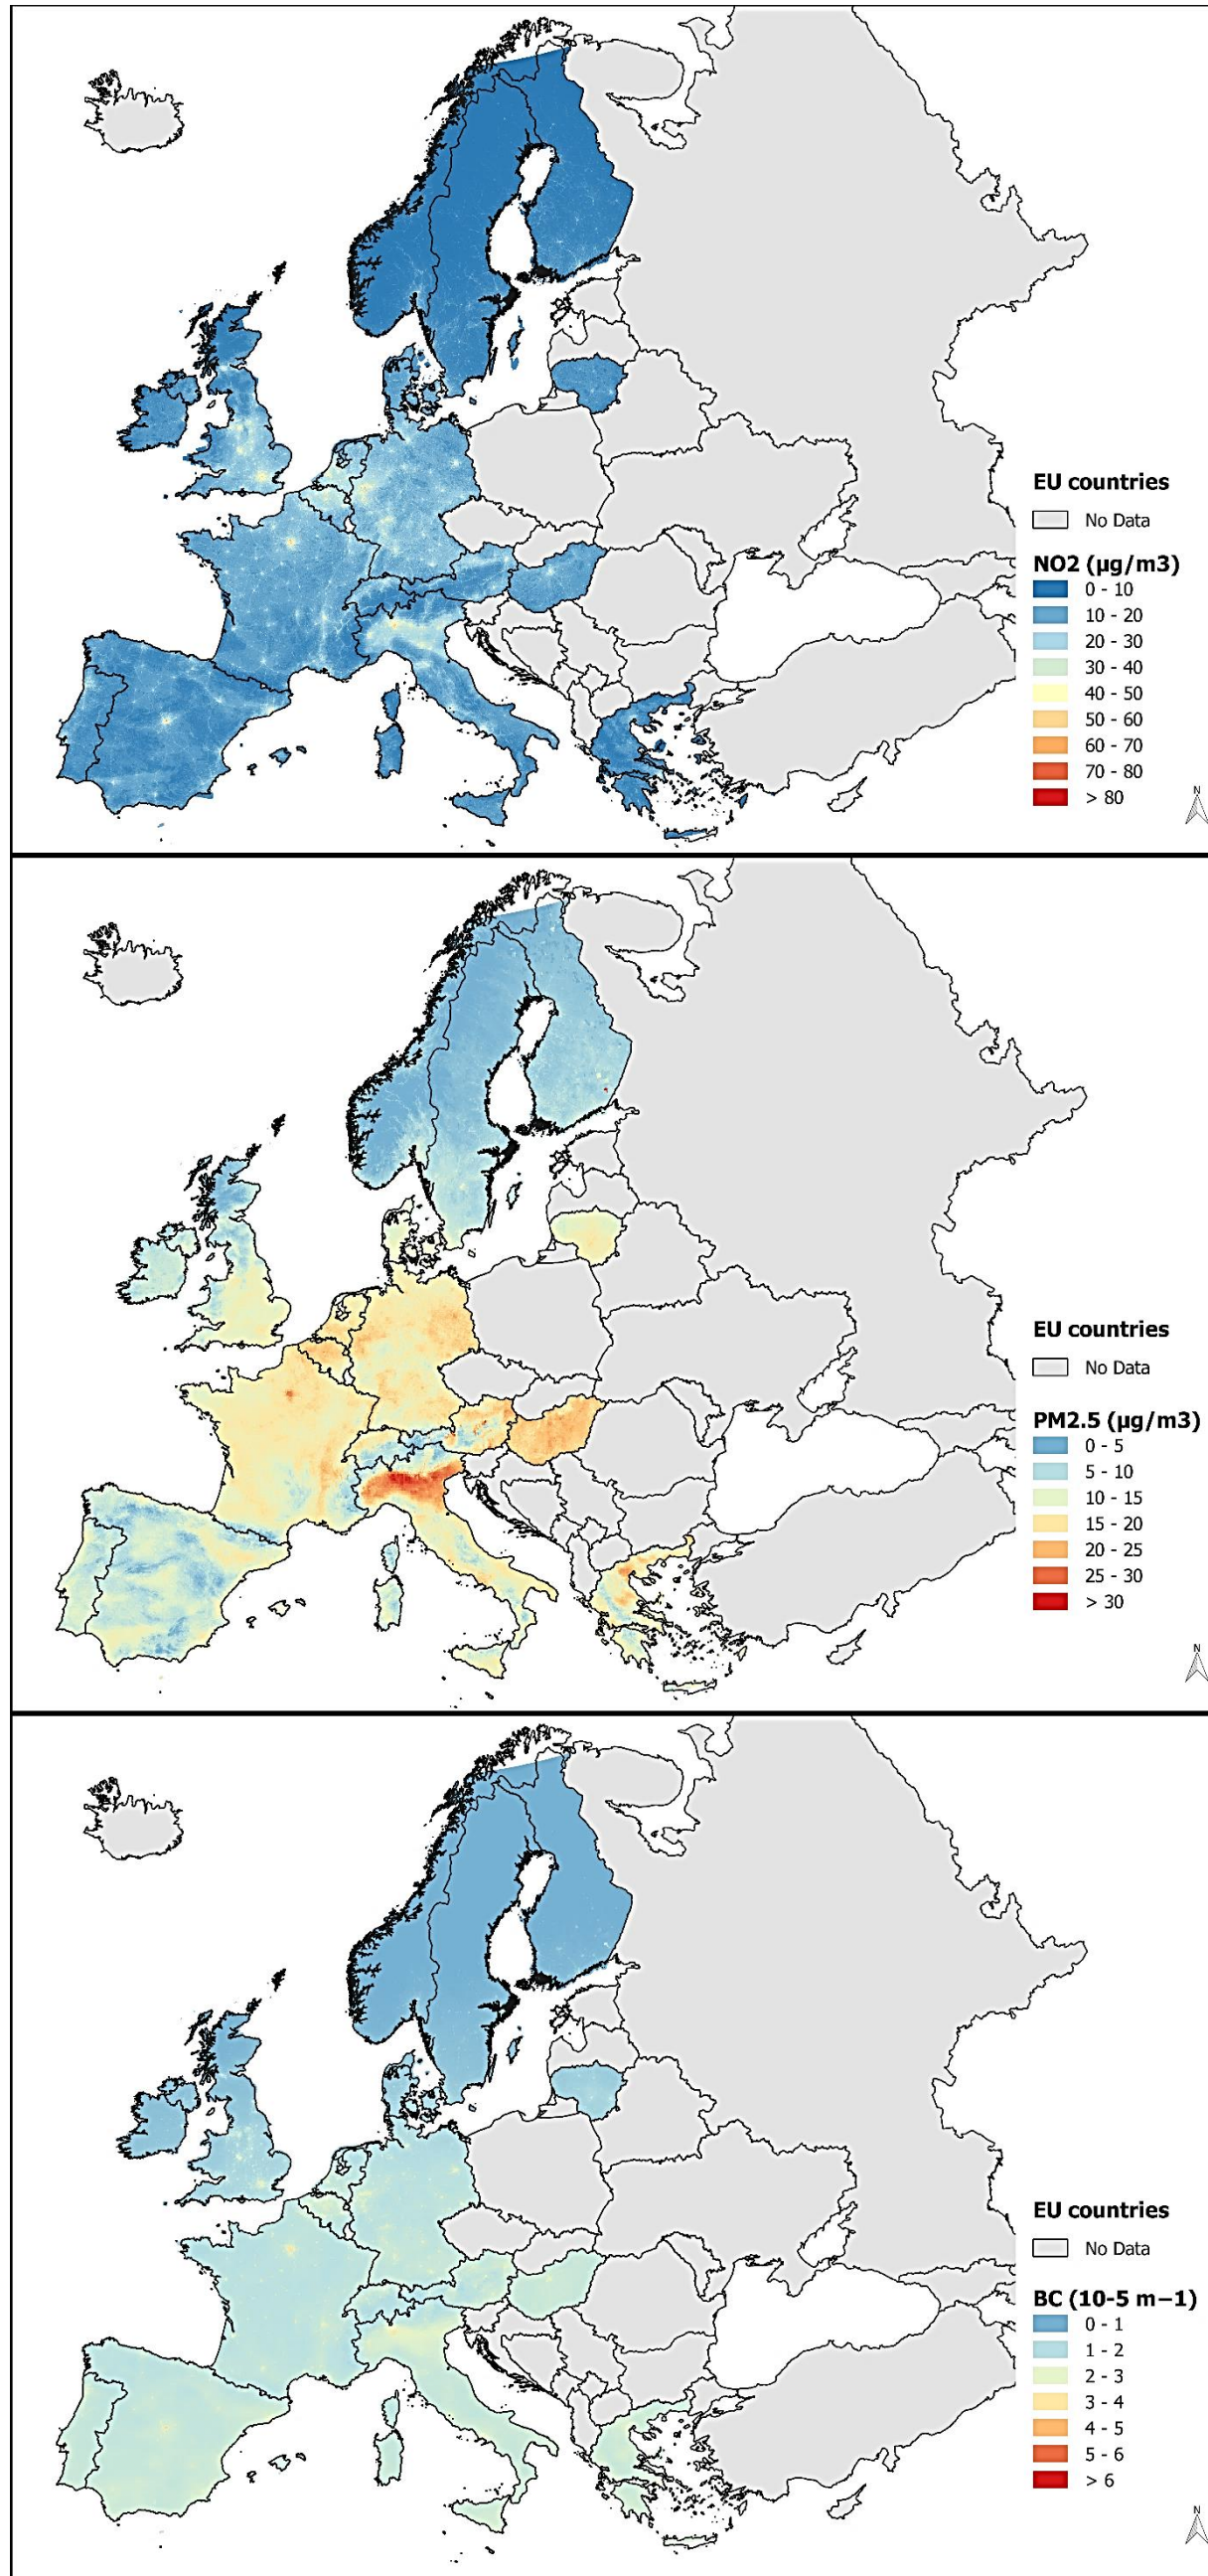 EU countries
No Data
NO2 (µg/m3)
0 - 10
10 - 20
20 - 30
30 - 40
40 - 50
50 - 60
60 - 70
70 - 80
> 80
N
EU countries
No Data
PM2.5 (µg/m3)
0 - 5
5 - 10
10 - 15
15 - 20
20 - 25
25 - 30
> 30
N
EU countries
No Data
BC (10-5 m−1)
0 - 1
1 - 2
2 - 3
3 - 4
4 - 5
5 - 6
> 6
N